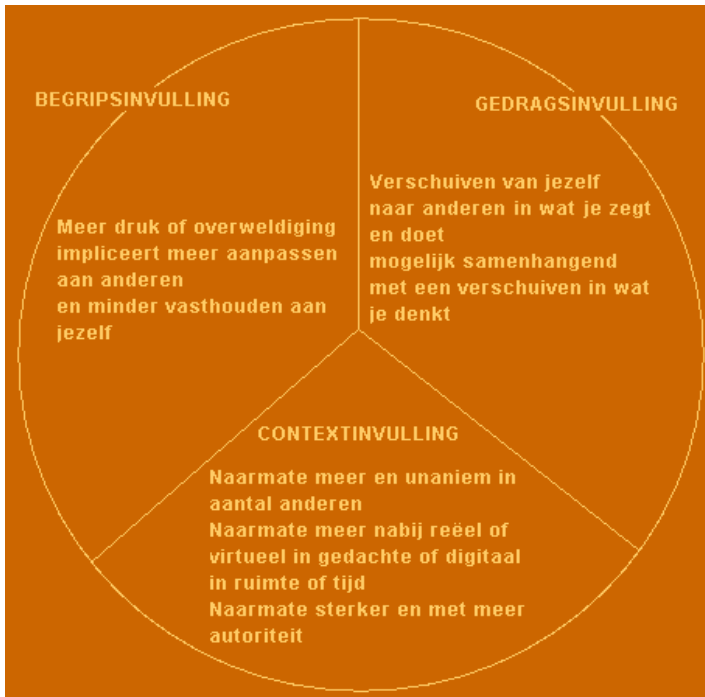 BEGRIPSINVULLING
Meer druk of overweldiging
impliceert meer aanpassen
aan anderen
en minder vasthouden aan
jezelf
GEDRAGSINVULLING
Verschuiven van jezelf
naar anderen in wat je zegt
en doet
mogelijk samenhangend
met een verschuiven in wat
je denkt
CONTEXTINVULLING
Naarmate meer en unaniem in
aantal anderen
Naarmate meer nabij reëel of
virtueel in gedachte of digitaal
in ruimte of tijd
Naarmate sterker en met meer
autoriteit